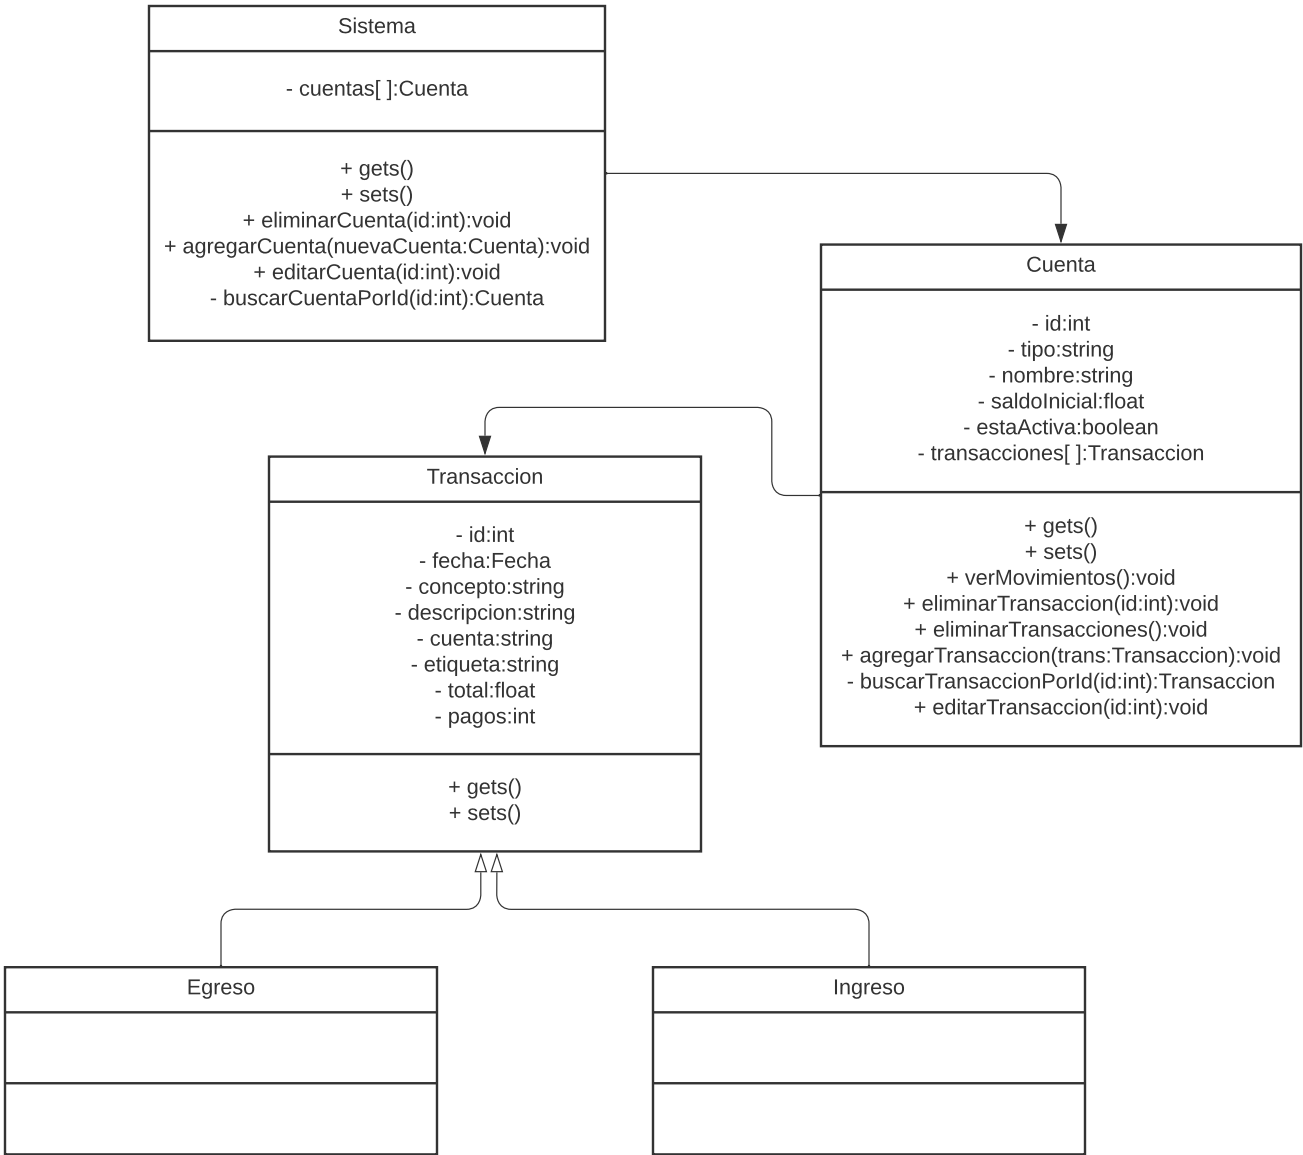 Sistema
- cuentas[ ]:Cuenta
+ gets()
+ sets()
+ eliminarCuenta(id:int):void
+ agregarCuenta(nuevaCuenta:Cuenta):void
+ editarCuenta(id:int):void
- buscarCuentaPorId(id:int):Cuenta
Cuenta
- id:int
- tipo:string
- nombre:string
- saldoInicial:float
- estaActiva:boolean
- transacciones[ ]:Transaccion
+ gets()
+ sets()
+ verMovimientos():void
+ eliminarTransaccion(id:int):void
+ eliminarTransacciones():void
+ agregarTransaccion(trans:Transaccion):void
- buscarTransaccionPorId(id:int):Transaccion
+ editarTransaccion(id:int):void
Transaccion
- id:int
- fecha:Fecha
- concepto:string
- descripcion:string
- cuenta:string
- etiqueta:string
- total:float
- pagos:int
+ gets()
+ sets()
Egreso
Ingreso